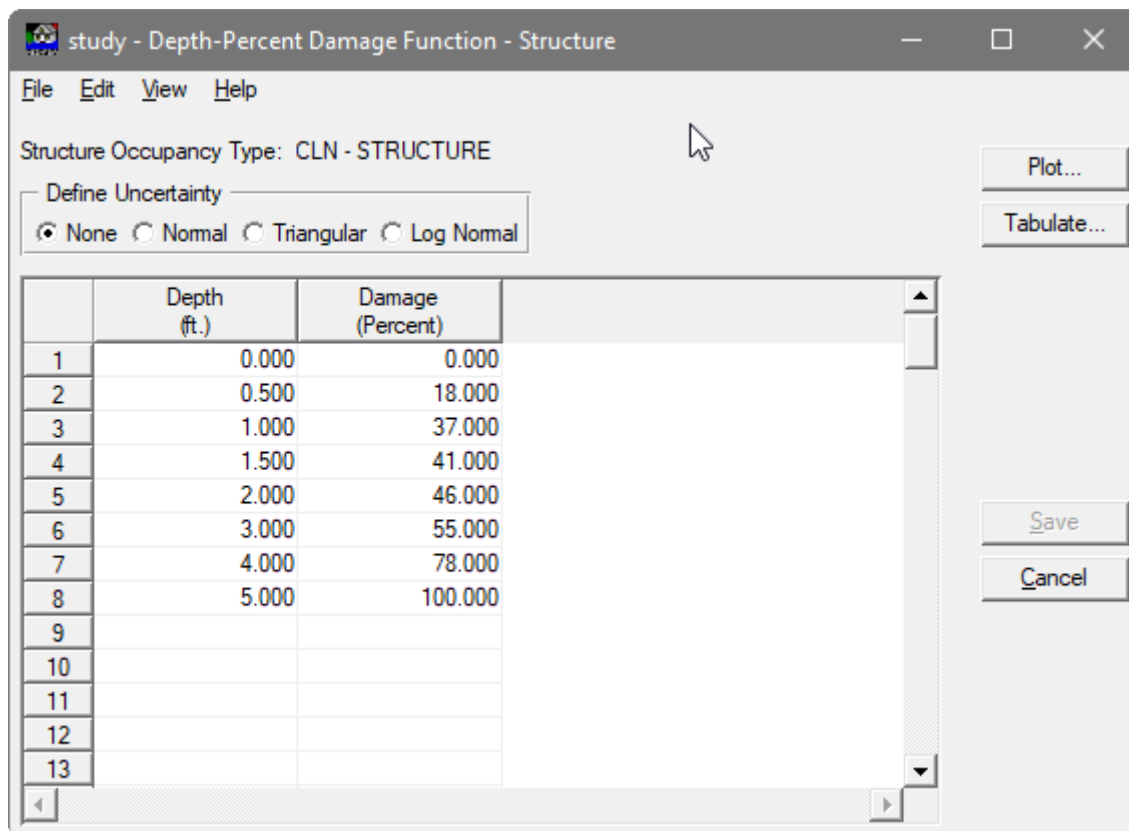 study - Depth-Percent Damage Function - Structure
File Edit View Help
Structure Occupancy Type: CLN - STRUCTURE
Define Uncertainty
None Normal Triangular Log Normal
Plot...
Tabulate...
Depth Damage
(ft.) (Percent)
1 0.000 0.000
2 0.500 18.000
3 1.000 37.000
4 1.500 41.000
5 2.000 46.000
6 3.000 55.000
7 4.000 78.000
8 5.000 100.000
9
10
11
12
13
Save
Cancel